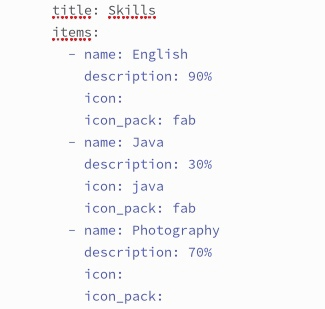 title: Skills
items:
  - name: English
    description: 90%
    icon:
    icon_pack: fab
  - name: Java
    description: 30%
    icon: java
    icon_pack: fab
  - name: Photography
    description: 70%
    icon:
    icon_pack: